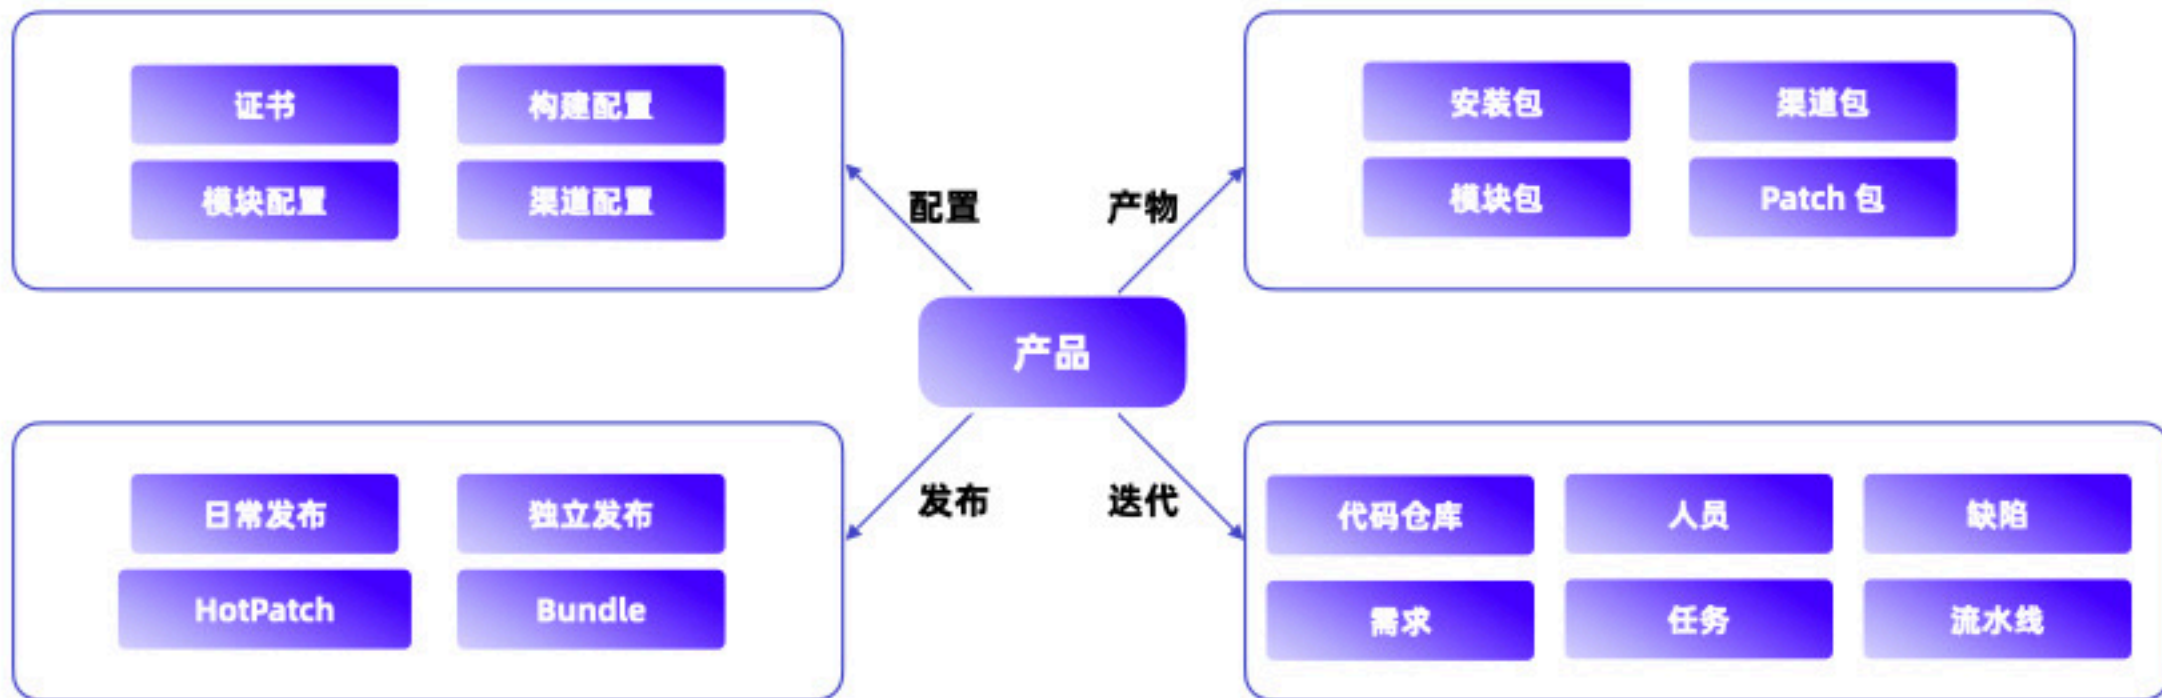 证书
构建配置
模块配置
渠道配置
安装包
渠道包
模块包
Patch 包
配置
产物
产品
发布
迭代
日常发布
独立发布
HotPatch
Bundle
代码仓库
人员
缺陷
需求
任务
流水线